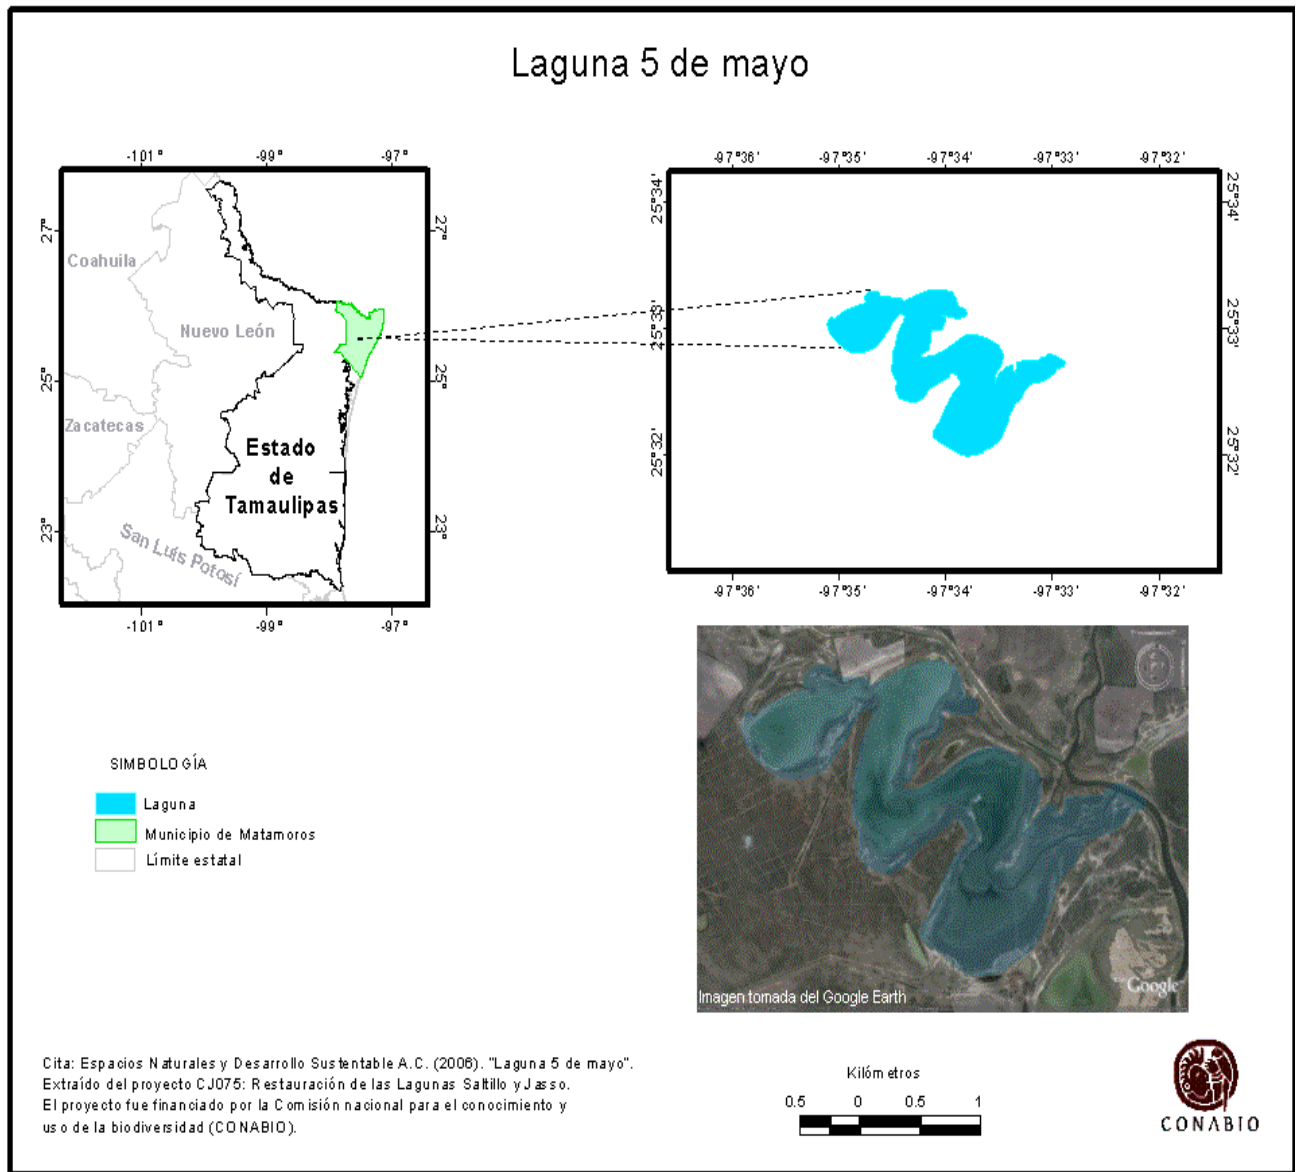 Laguna 5 de mayo
-101° -99° -97°
27° 27°
25° 25°
23° 23°
Coahuila
Nuevo León
Zacatecas
San Luís Potosí
Estado
de
Tamaulipas
-101° -99° -97°
-97°36' -97°35' -97°34' -97°33' -97°32'
25°34' 25°34'
25°33' 25°33'
25°32' 25°32'
-97°36' -97°35' -97°34' -97°33' -97°32'
SIMBOLOGÍA
Laguna
Municipio de Matamoros
Límite estatal
Imagen tomada del Google Earth
Google
Cita: Espacios Naturales y Desarrollo Sustentable A.C. (2006). "Laguna 5 de mayo".
Extraído del proyecto CJ075: Restauración de las Lagunas Saltillo y Jasso.
El proyecto fue financiado por la Comisión nacional para el conocimiento y
uso de la biodiversidad (CONABIO).
Kilómetros
0.5 0 0.5 1
CONABIO